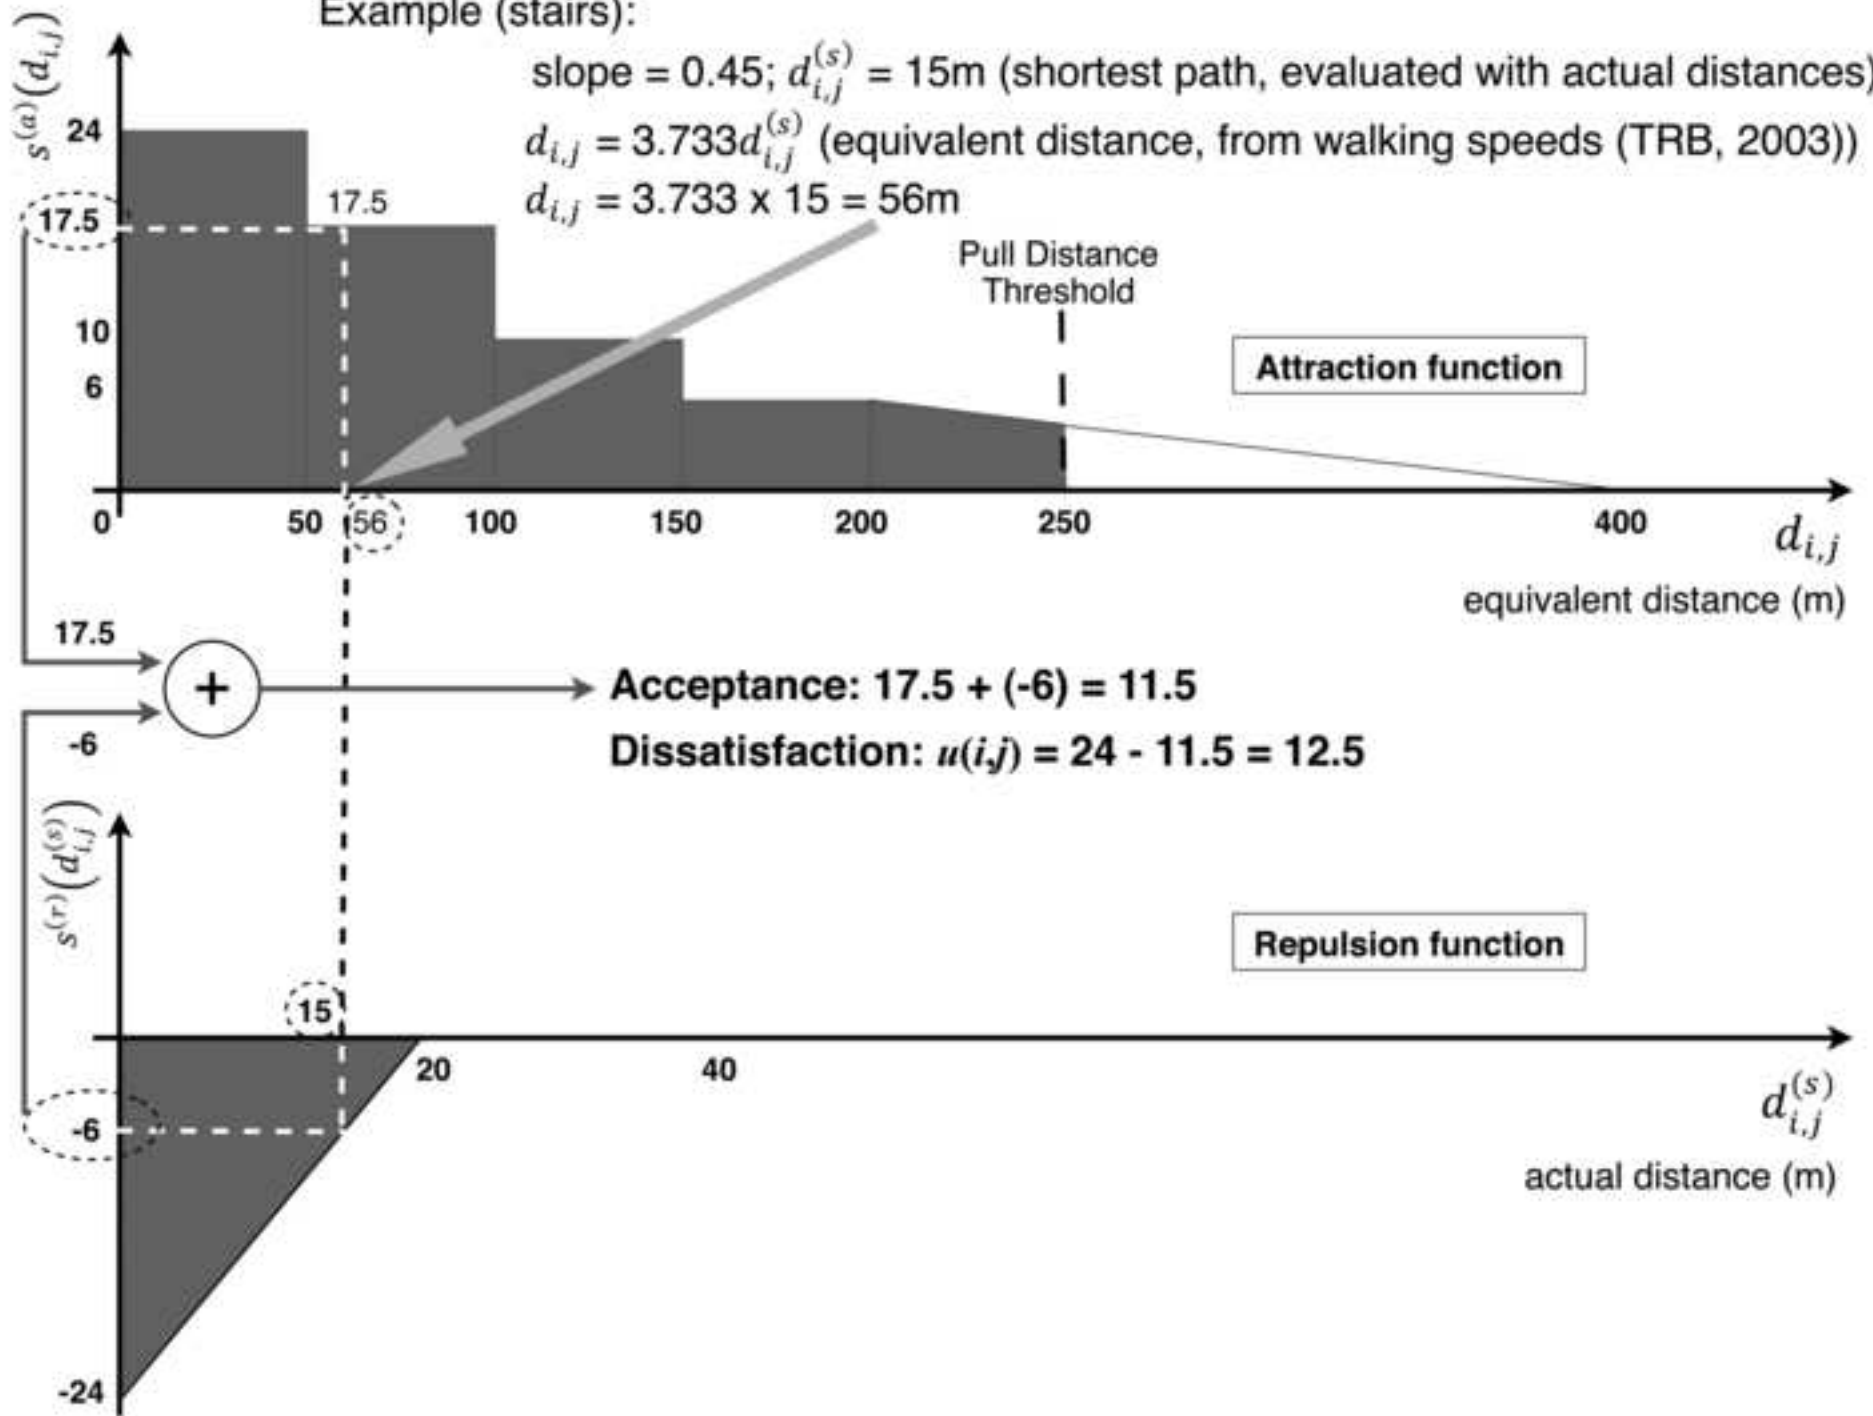 Example (stairs):
slope = 0.45; d_{i,j}^{(s)} = 15m (shortest path, evaluated with actual distances)
d_{i,j} = 3.733d_{i,j}^{(s)} (equivalent distance, from walking speeds (TRB, 2003))
d_{i,j} = 3.733 x 15 = 56m
s^{(a)}(d_{i,j})
24
17.5
17.5
10
6
Pull Distance
Threshold
Attraction function
0 50 56 100 150 200 250 400
d_{i,j}
equivalent distance (m)
17.5
+
-6
Acceptance: 17.5 + (-6) = 11.5
Dissatisfaction: u(i,j) = 24 - 11.5 = 12.5
s^{(r)}(d_{i,j}^{(s)})
Repulsion function
15
20 40
d_{i,j}^{(s)}
-6
actual distance (m)
-24